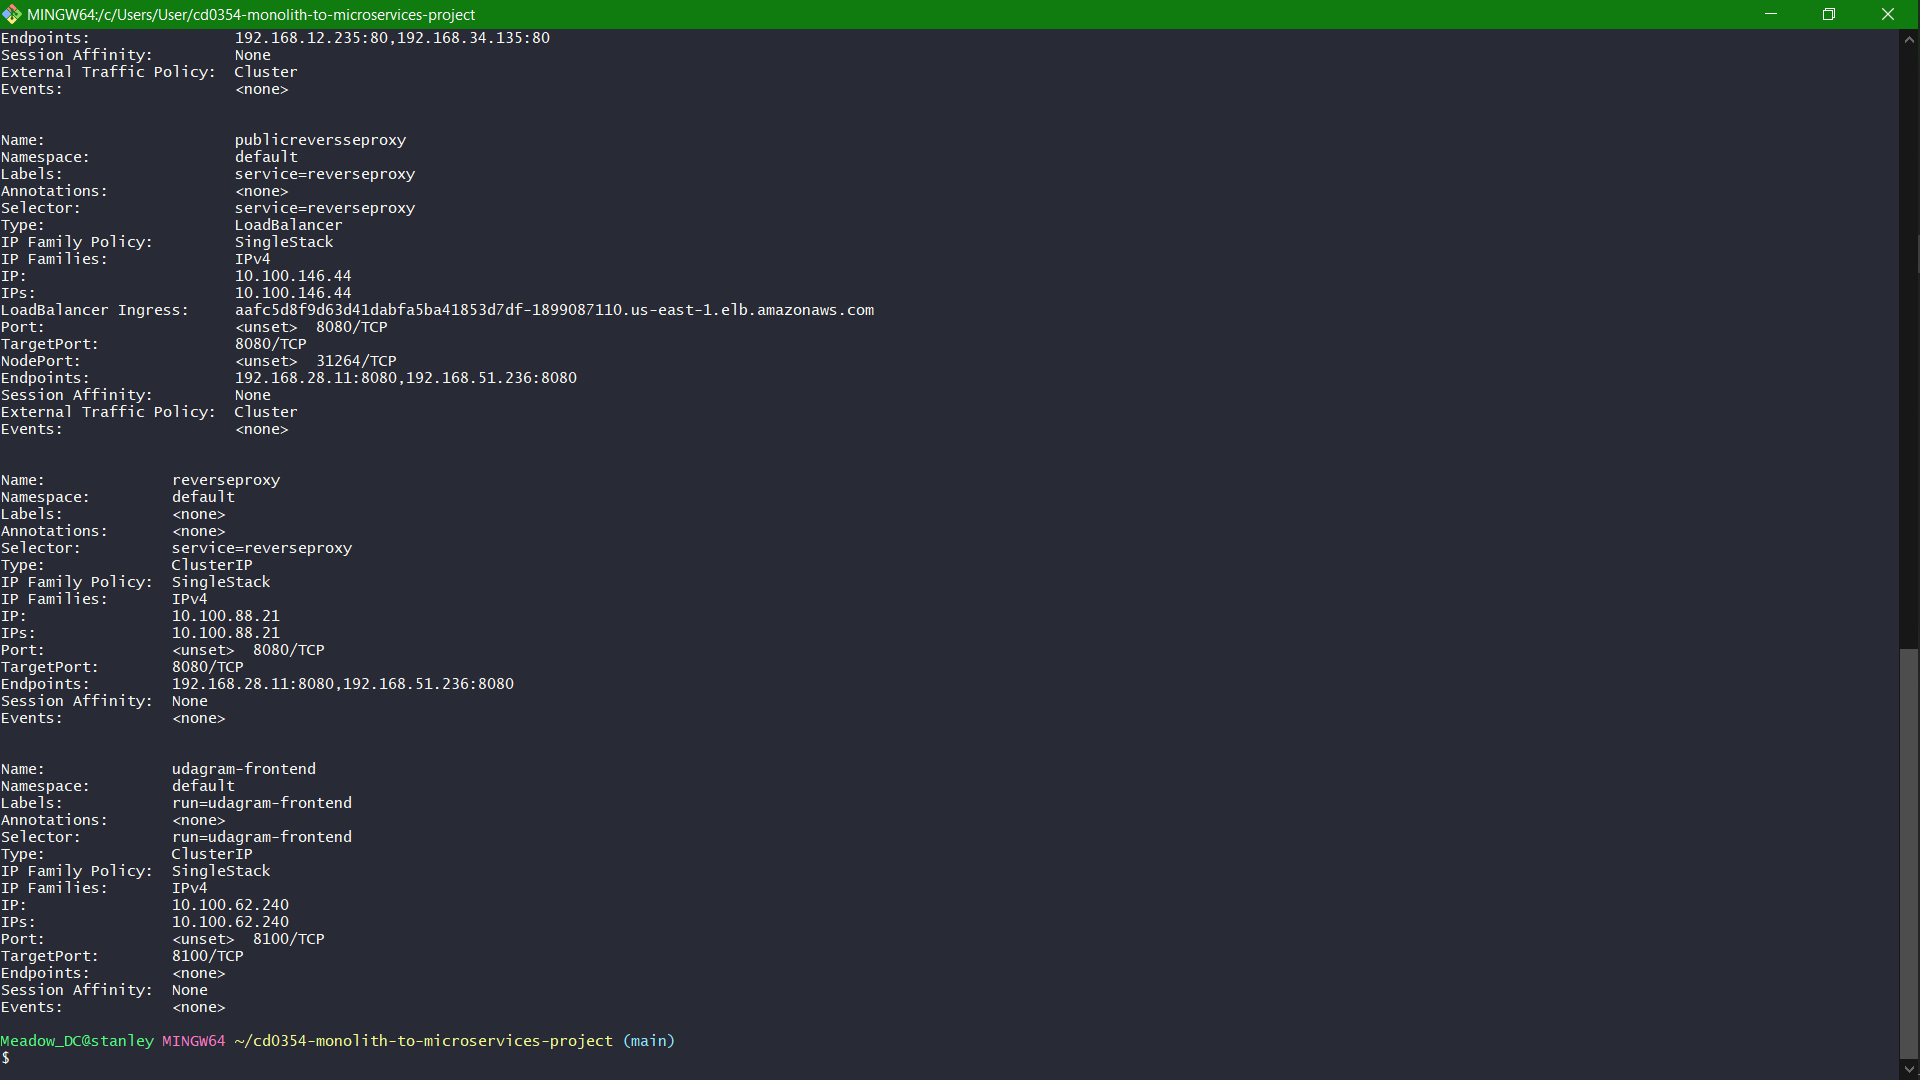 MINGW64:/c/Users/User/cd0354-monolith-to-microservices-project
Endpoints: 192.168.12.235:80,192.168.34.135:80
Session Affinity: None
External Traffic Policy: Cluster
Events: <none>
Name: publicreversseproxy
Namespace: default
Labels: service=reverseproxy
Annotations: <none>
Selector: service=reverseproxy
Type: LoadBalancer
IP Family Policy: SingleStack
IP Families: IPv4
IP: 10.100.146.44
IPs: 10.100.146.44
LoadBalancer Ingress: aafc5d8f9d63d41dabfa5ba41853d7df-1899087110.us-east-1.elb.amazonaws.com
Port: <unset> 8080/TCP
TargetPort: 8080/TCP
NodePort: <unset> 31264/TCP
Endpoints: 192.168.28.11:8080,192.168.51.236:8080
Session Affinity: None
External Traffic Policy: Cluster
Events: <none>
Name: reverseproxy
Namespace: default
Labels: <none>
Annotations: <none>
Selector: service=reverseproxy
Type: ClusterIP
IP Family Policy: SingleStack
IP Families: IPv4
IP: 10.100.88.21
IPs: 10.100.88.21
Port: <unset> 8080/TCP
TargetPort: 8080/TCP
Endpoints: 192.168.28.11:8080,192.168.51.236:8080
Session Affinity: None
Events: <none>
Name: udagram-frontend
Namespace: default
Labels: run=udagram-frontend
Annotations: <none>
Selector: run=udagram-frontend
Type: ClusterIP
IP Family Policy: SingleStack
IP Families: IPv4
IP: 10.100.62.240
IPs: 10.100.62.240
Port: <unset> 8100/TCP
TargetPort: 8100/TCP
Endpoints: <none>
Session Affinity: None
Events: <none>
Meadow_DC@stanley MINGW64 ~/cd0354-monolith-to-microservices-project (main)
$